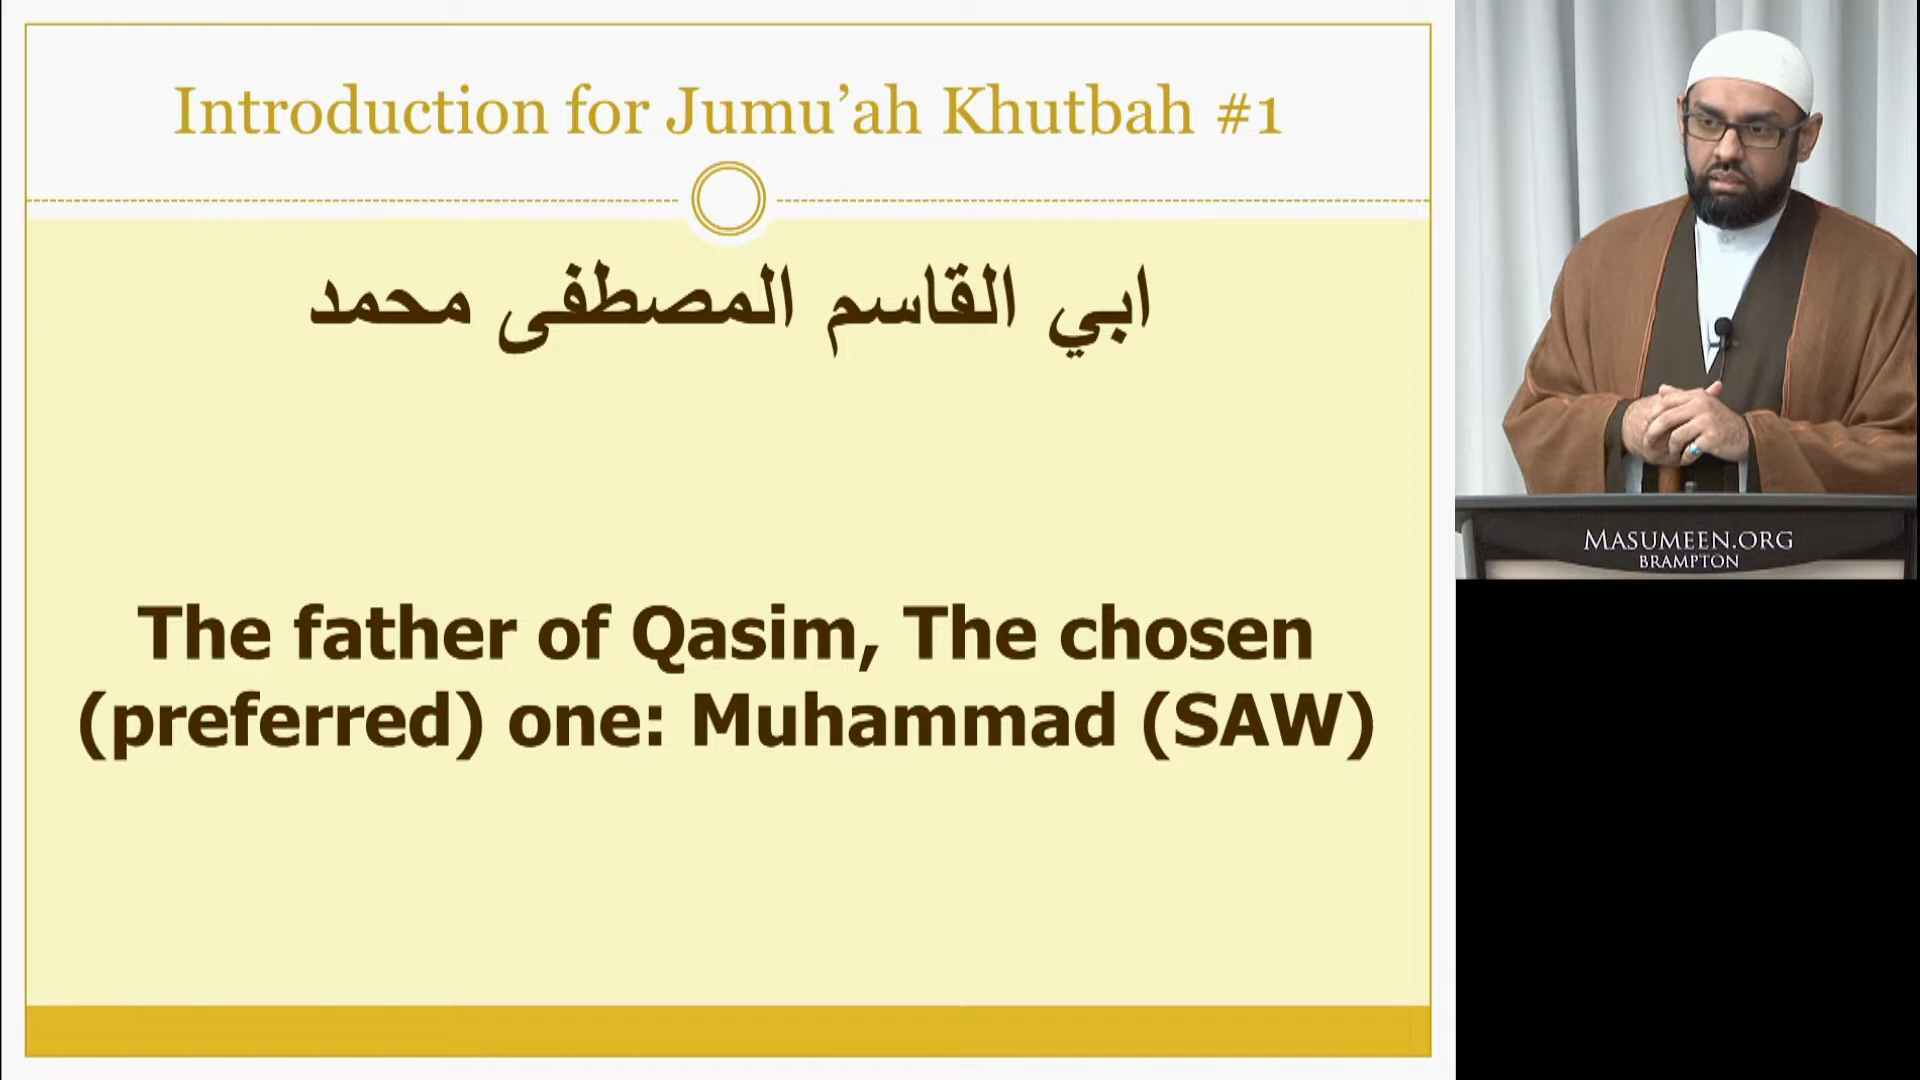 Introduction for Jumu’ah Khutbah #1
ابي القاسم المصطفى محمد
The father of Qasim, The chosen
(preferred) one: Muhammad (SAW)
MASUMEEN.ORG
BRAMPTON